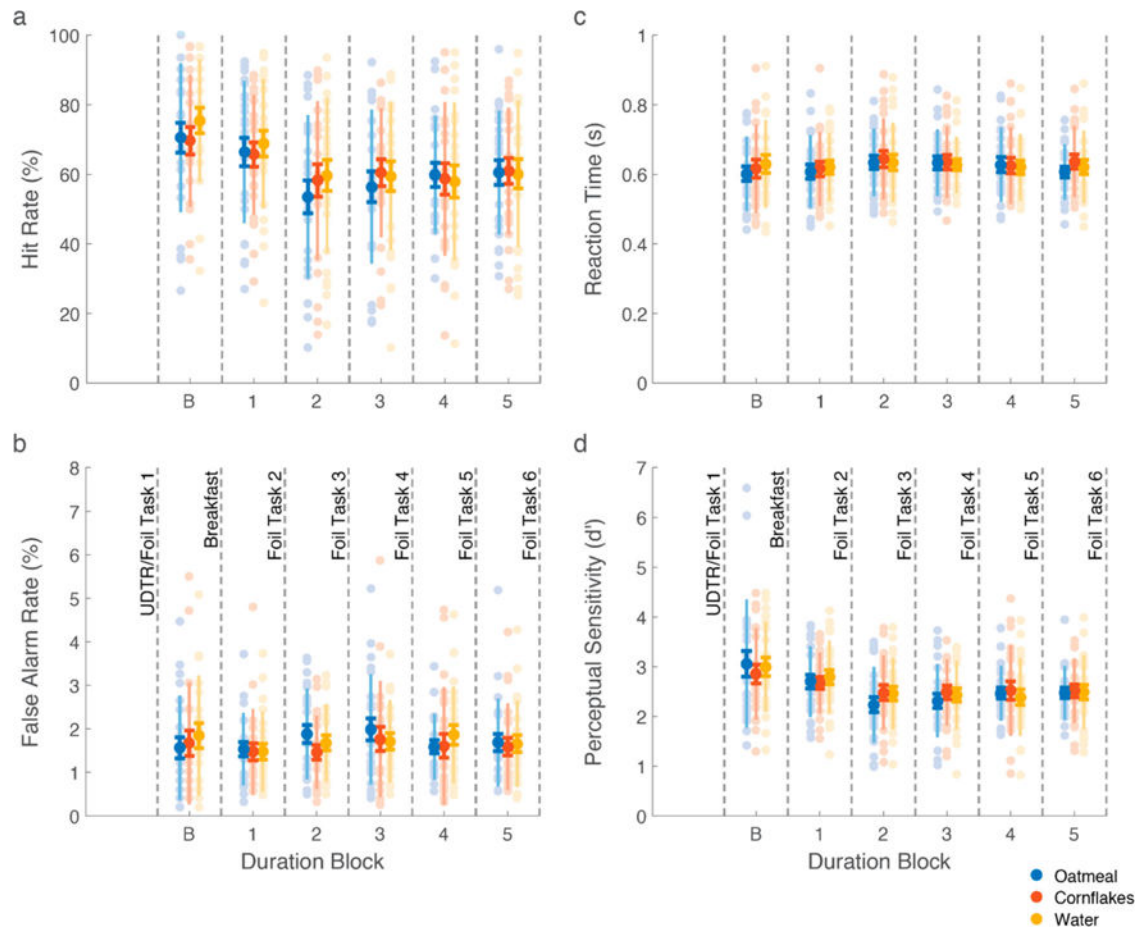 a
100
80
60
40
20
0
Hit Rate (%)
B 1 2 3 4 5
c
1
0.8
0.6
0.4
0.2
0
Reaction Time (s)
B 1 2 3 4 5
b
8
7
6
5
4
3
2
1
0
False Alarm Rate (%)
UDTR/Foil Task 1
Breakfast
Foil Task 2
Foil Task 3
Foil Task 4
Foil Task 5
Foil Task 6
B 1 2 3 4 5
Duration Block
d
7
6
5
4
3
2
1
0
Perceptual Sensitivity (d')
UDTR/Foil Task 1
Breakfast
Foil Task 2
Foil Task 3
Foil Task 4
Foil Task 5
Foil Task 6
B 1 2 3 4 5
Duration Block
Oatmeal
Cornflakes
Water